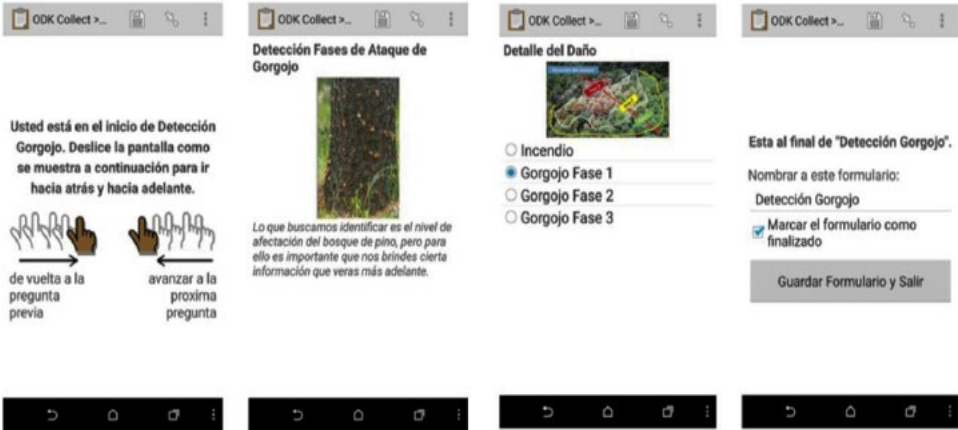 ODK Collect >...
Usted está en el inicio de Detección
Gorgojo. Deslice la pantalla como
se muestra a continuación para ir
hacia atrás y hacia adelante.
de vuelta a la
pregunta
previa
avanzar a la
proxima
pregunta
ODK Collect >...
Detección Fases de Ataque de
Gorgojo
Lo que buscamos identificar es el nivel de
afectación del bosque de pino, pero para
ello es importante que nos brindes cierta
información que veras más adelante.
ODK Collect >...
Detalle del Daño
Incendio
Gorgojo Fase 1
Gorgojo Fase 2
Gorgojo Fase 3
ODK Collect >...
Esta al final de "Detección Gorgojo".
Nombrar a este formulario:
Detección Gorgojo
Marcar el formulario como
finalizado
Guardar Formulario y Salir